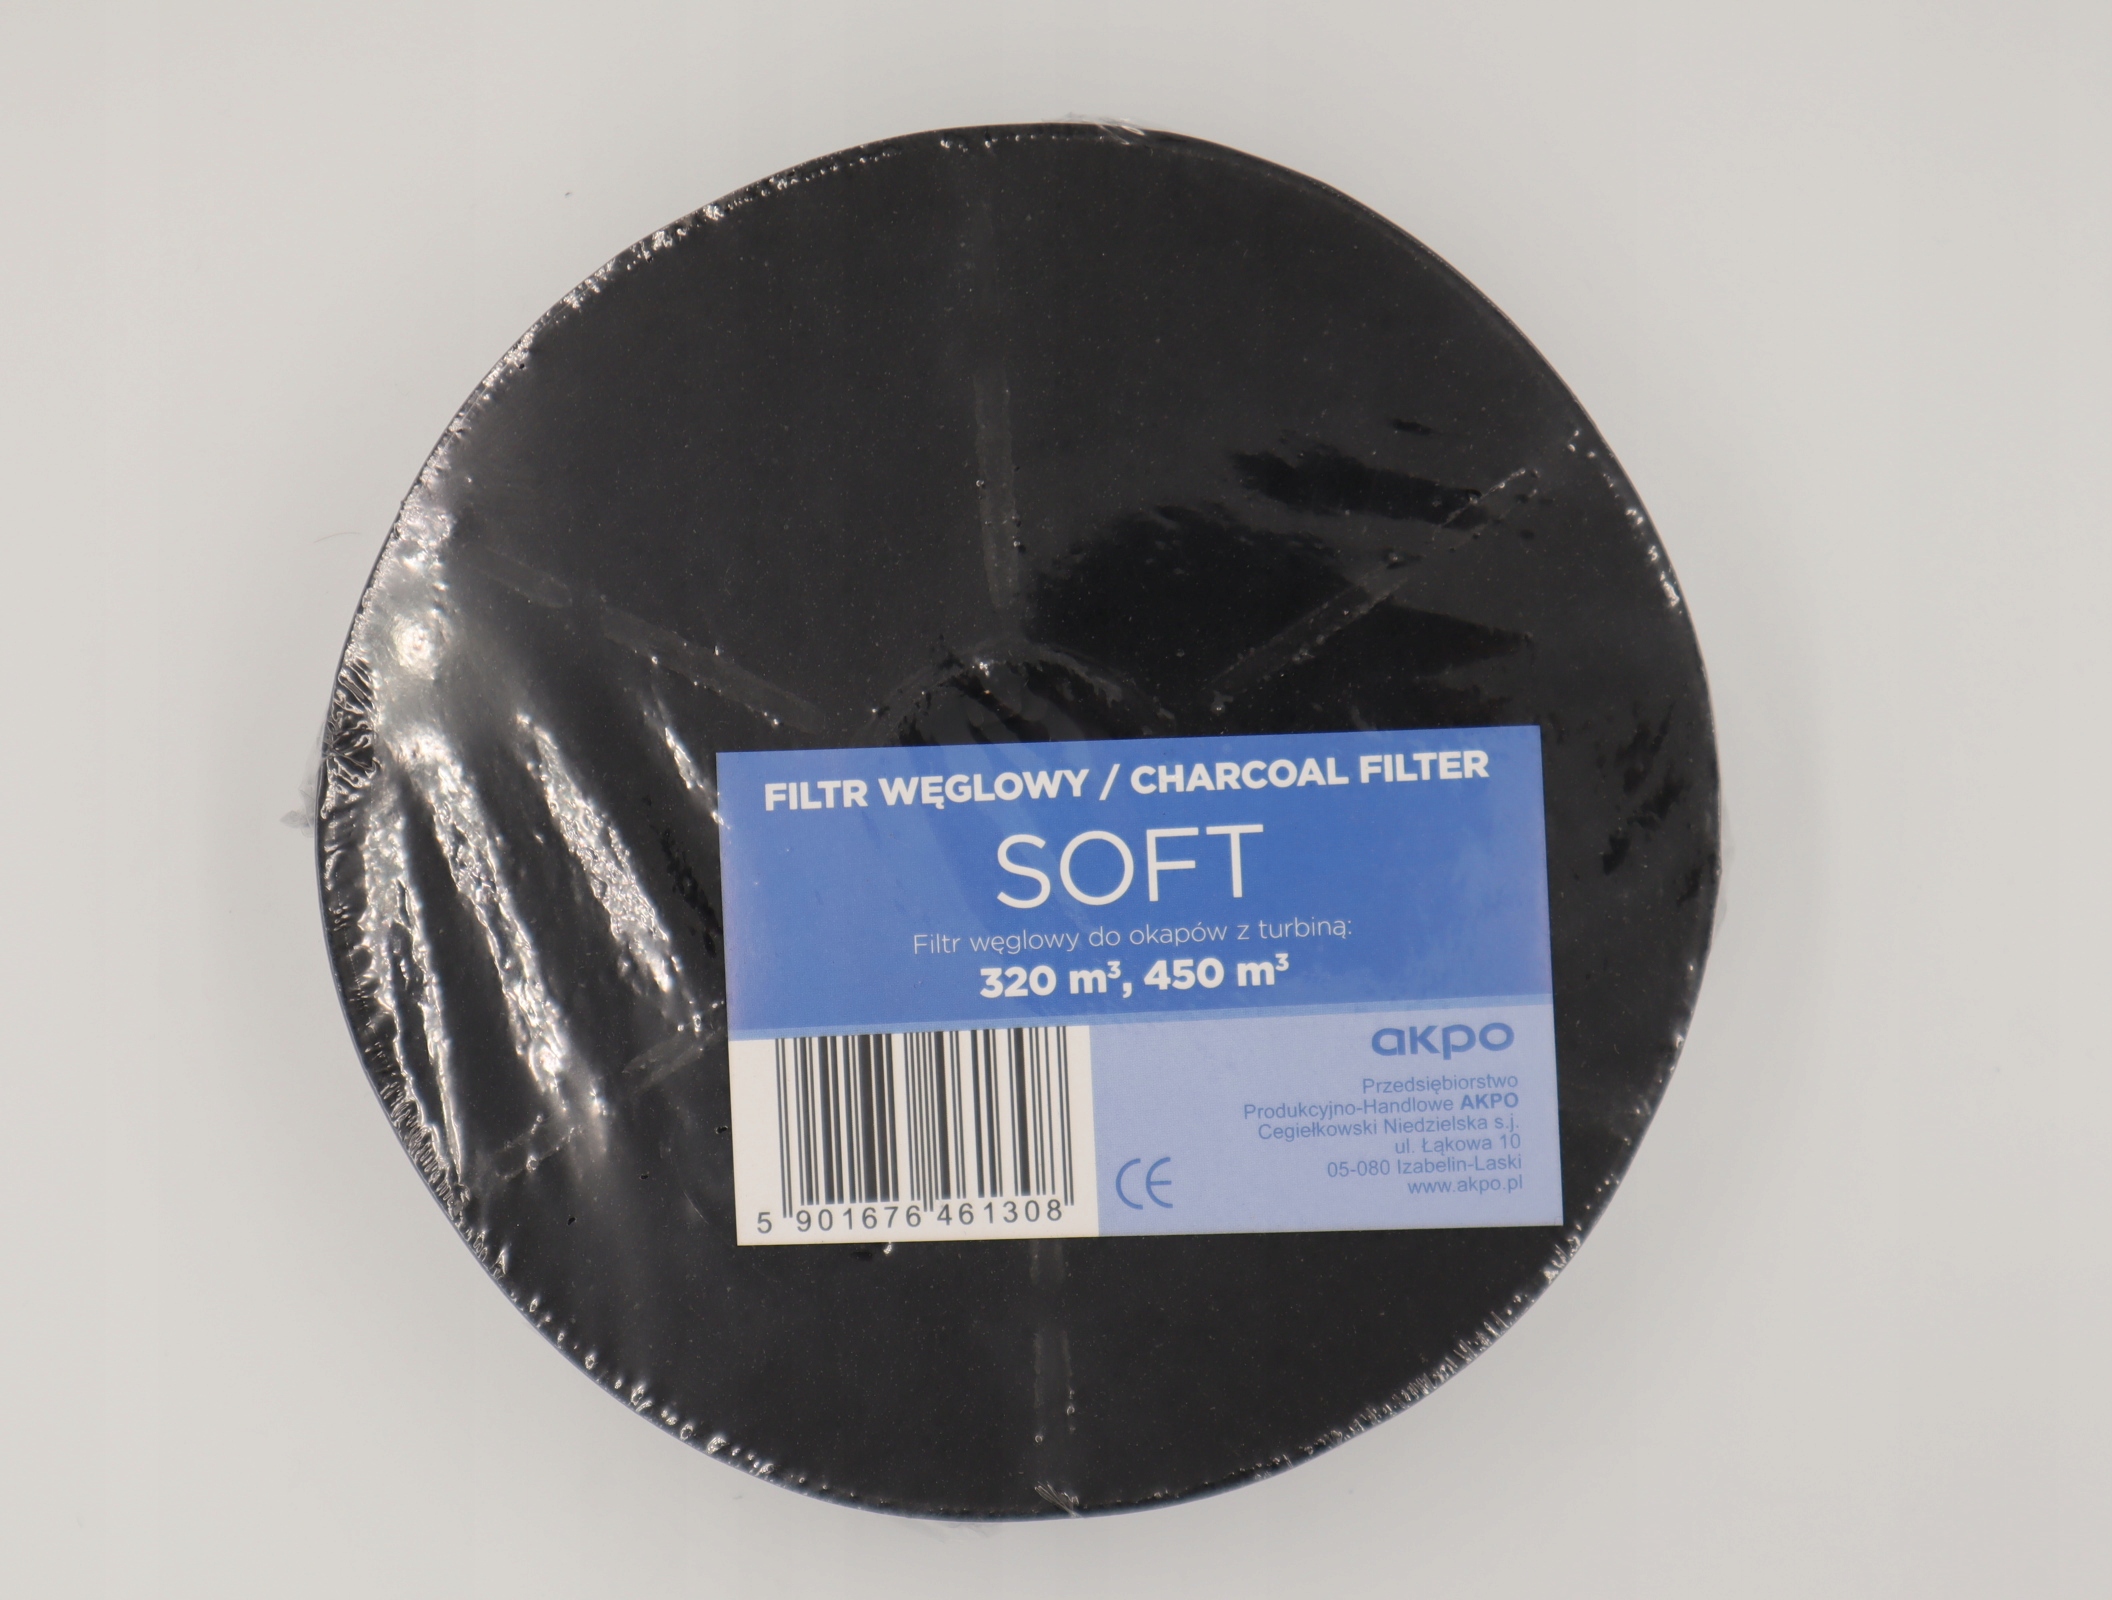 FILTR WĘGLOWY / CHARCOAL FILTER
SOFT
Filtr węglowy do okapów z turbiną:
320 m³, 450 m³
akpo
Przedsiębiorstwo
Produkcyjno-Handlowe AKPO
Cegiełkowski Niedzielska s.j.
ul. Łąkowa 10
05-080 Izabelin-Laski
www.akpo.pl
CE
5 901676 461308